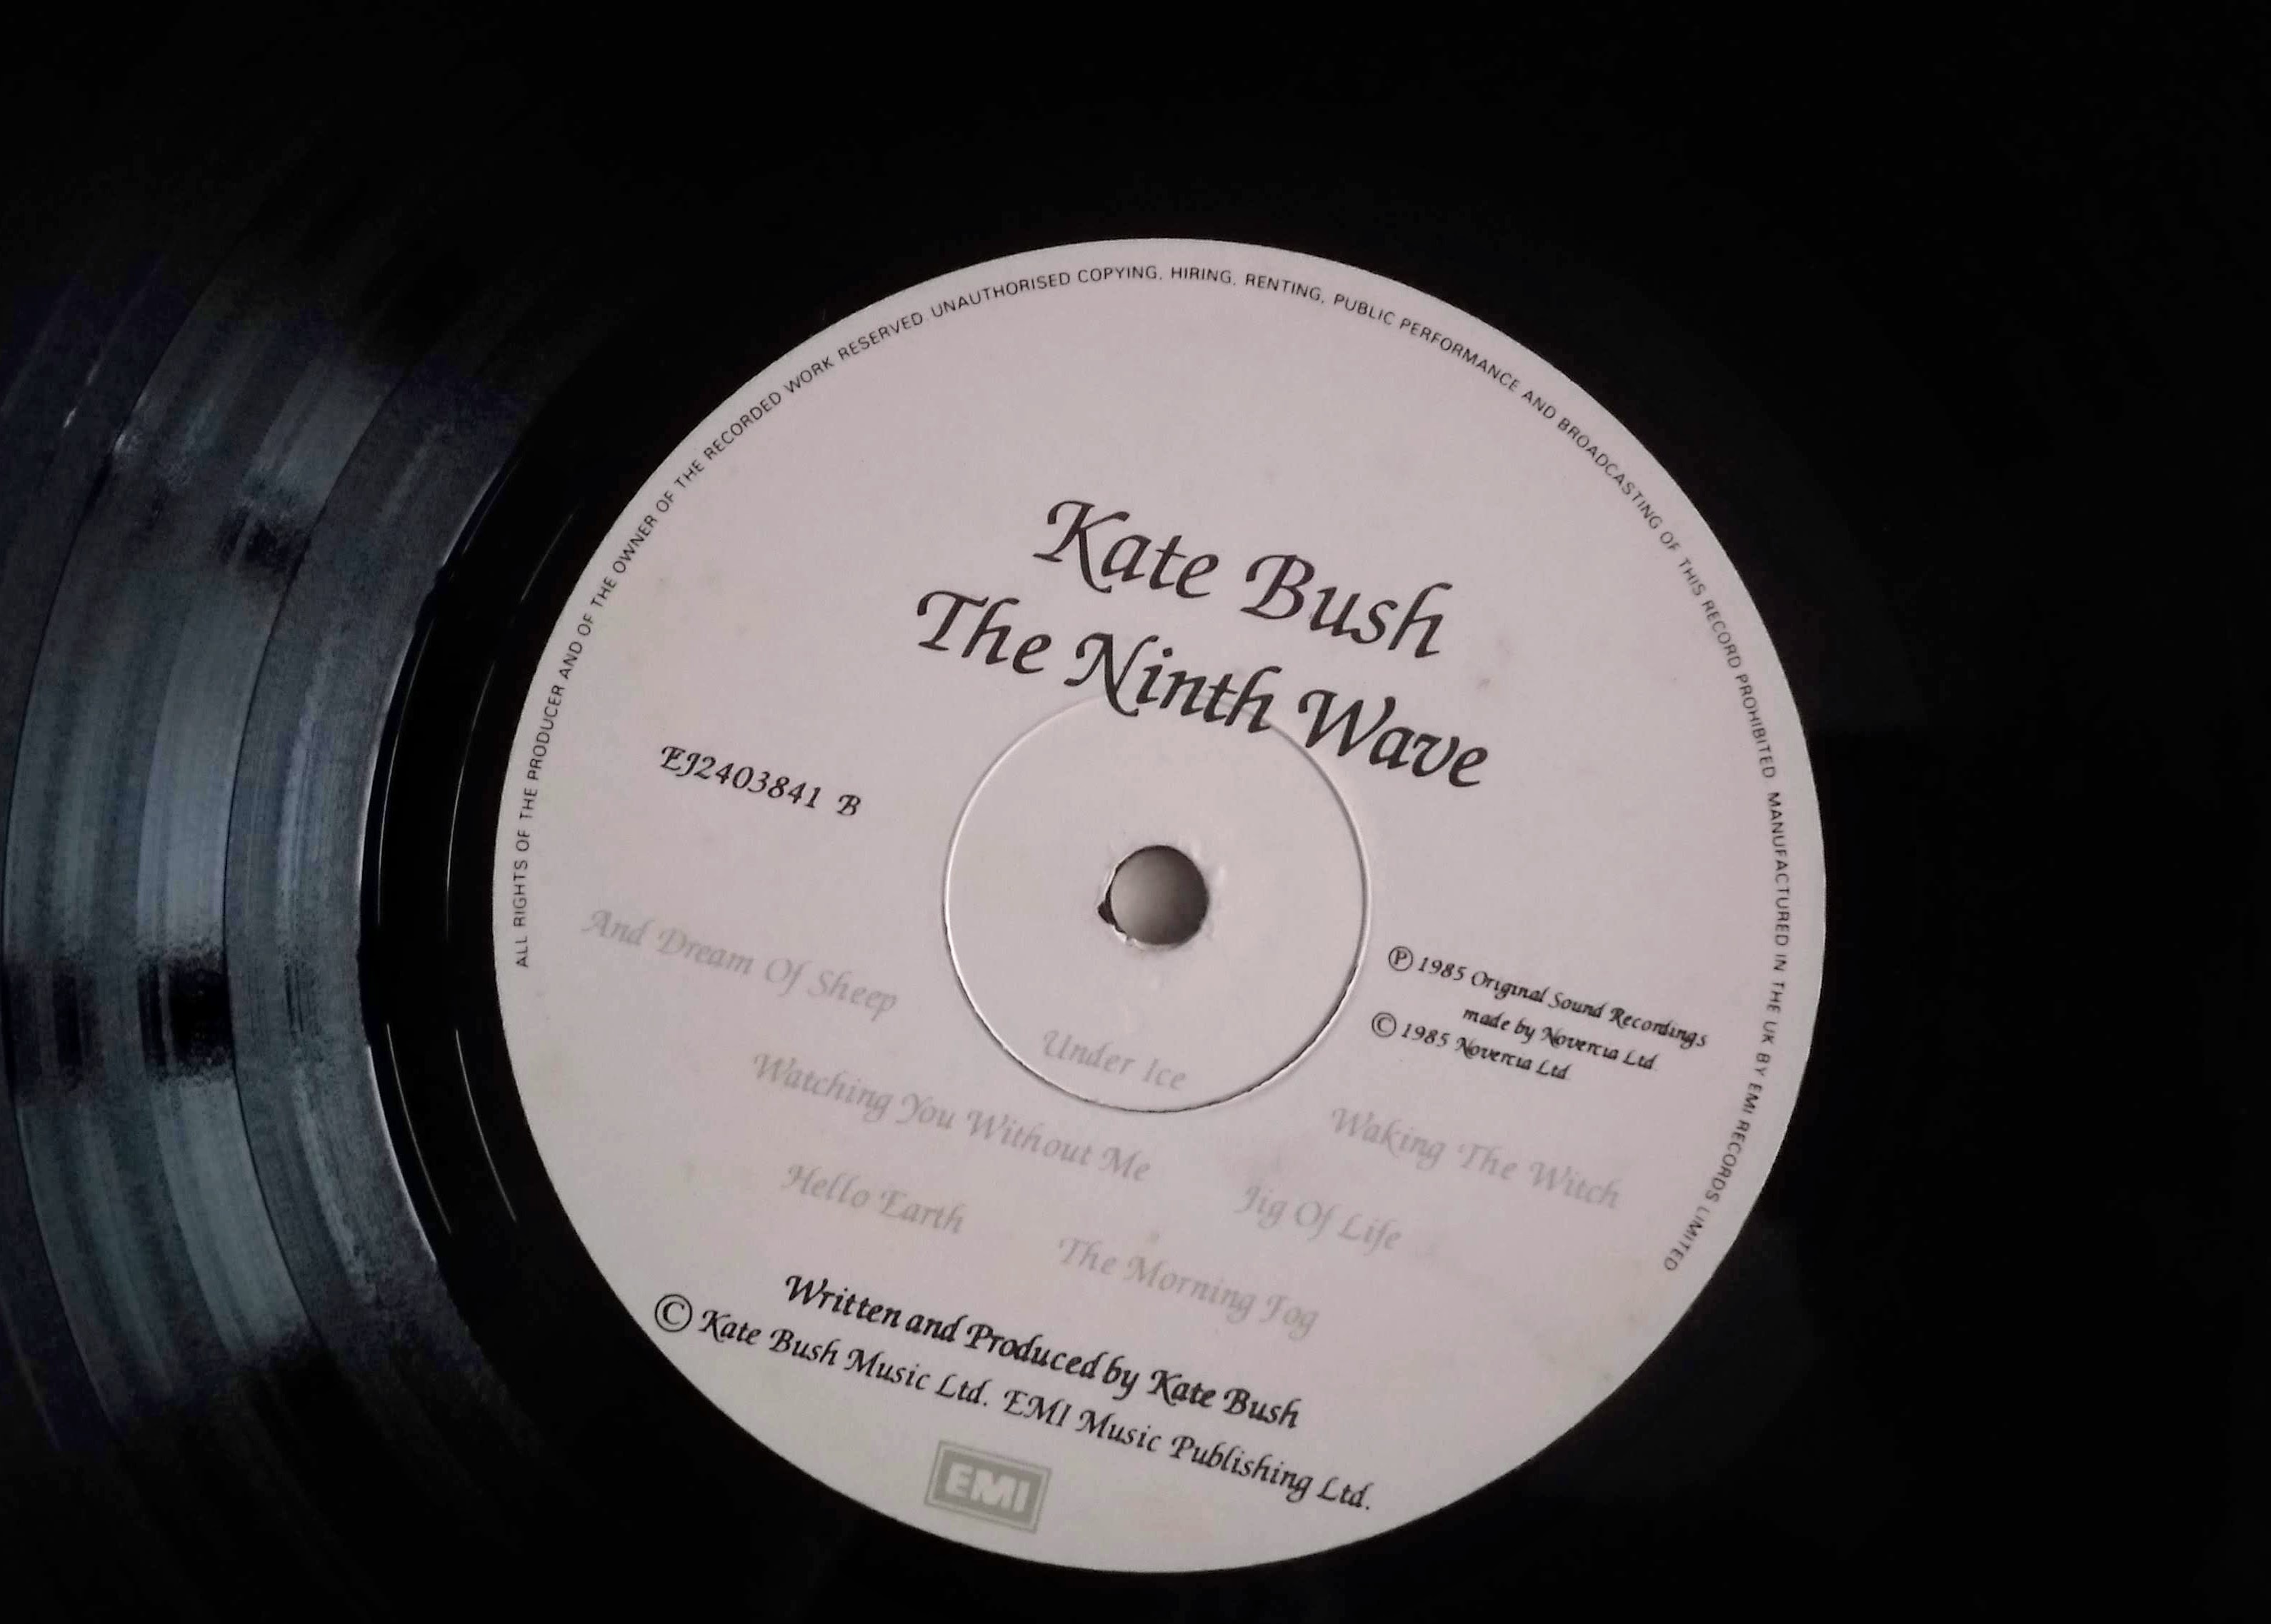 ALL RIGHTS OF THE PRODUCER AND OF THE OWNER OF THE RECORDED WORK RESERVED. UNAUTHORISED COPYING, HIRING, RENTING, PUBLIC PERFORMANCE AND BROADCASTING OF THIS RECORD PROHIBITED. MANUFACTURED IN THE UK BY EMI RECORDS LIMITED
Kate Bush
The Ninth Wave
EJ2403841 B
Ⓟ 1985 Original Sound Recordings
made by Novercia Ltd.
© 1985 Novercia Ltd.
And Dream Of Sheep
Under Ice
Waking The Witch
Watching You Without Me
Jig Of Life
Hello Earth
The Morning Fog
Written and Produced by Kate Bush
© Kate Bush Music Ltd. EMI Music Publishing Ltd.
EMI